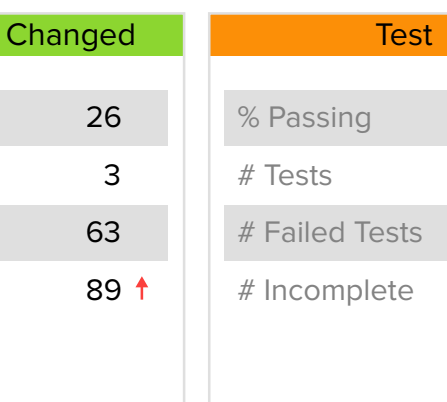 Changed
26
3
63
89
Test
% Passing
# Tests
# Failed Tests
# Incomplete